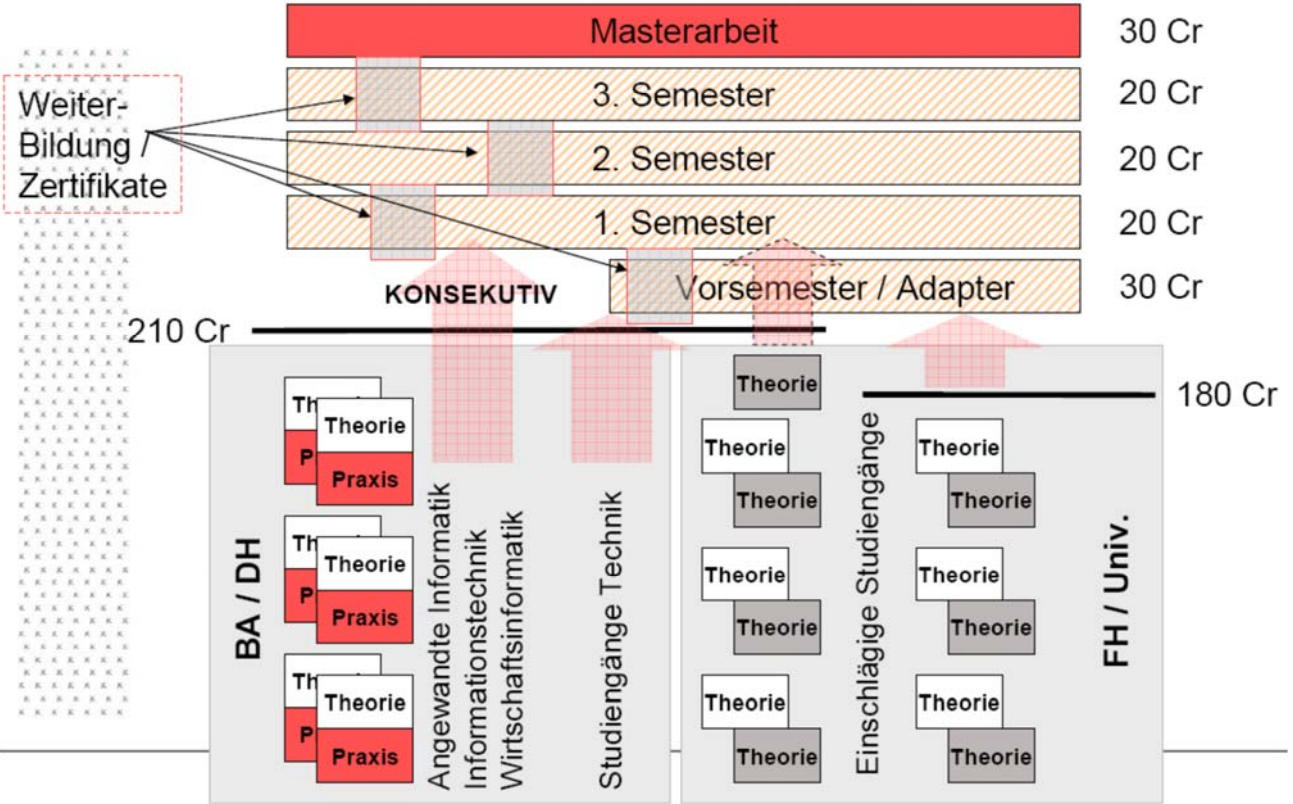 Masterarbeit
30 Cr
3. Semester
20 Cr
Weiter-
Bildung /
Zertifikate
2. Semester
20 Cr
1. Semester
20 Cr
Vorsemester / Adapter
30 Cr
KONSEKUTIV
210 Cr
180 Cr
BA / DH
Th
P
Theorie
Praxis
Th
P
Theorie
Praxis
Th
P
Theorie
Praxis
Angewandte Informatik
Informationstechnik
Wirtschaftsinformatik
Studiengänge Technik
Theorie
Theorie
Theorie
Theorie
Theorie
Theorie
Theorie
Einschlägige Studiengänge
Theorie
Theorie
Theorie
Theorie
Theorie
Theorie
FH / Univ.